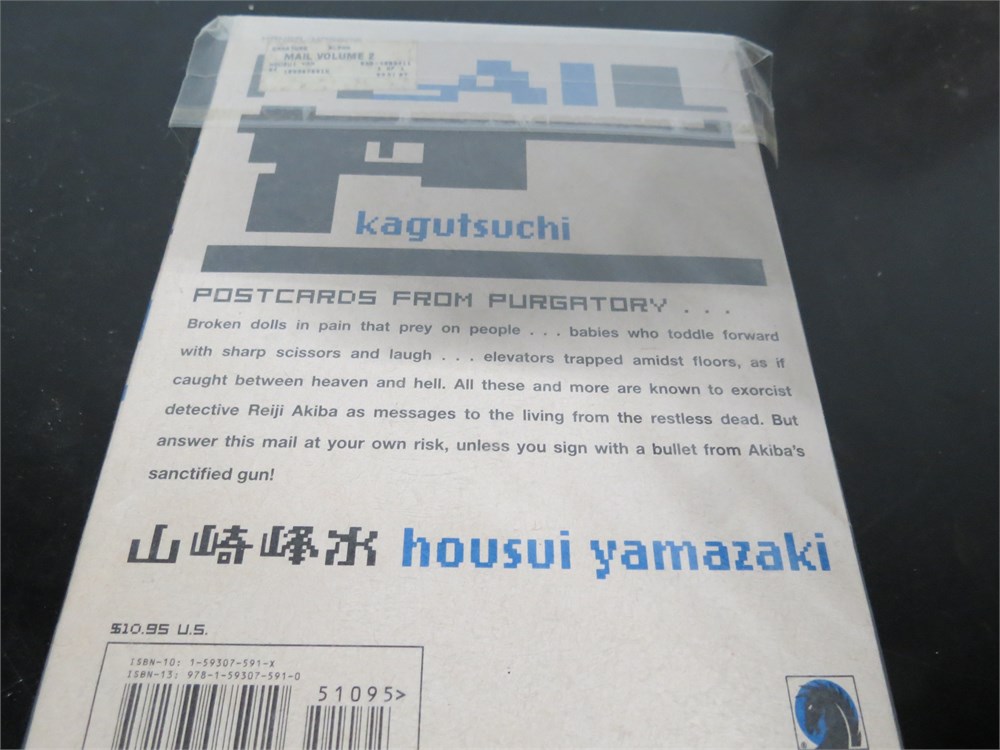 MAIL VOLUME 2
kagutsuchi
POSTCARDS FROM PURGATORY . . .
Broken dolls in pain that prey on people . . . babies who toddle forward
with sharp scissors and laugh . . . elevators trapped amidst floors, as if
caught between heaven and hell. All these and more are known to exorcist
detective Reiji Akiba as messages to the living from the restless dead. But
answer this mail at your own risk, unless you sign with a bullet from Akiba's
sanctified gun!
山崎峰水 housui yamazaki
$10.95 U.S.
ISBN-10: 1-59307-591-X
ISBN-13: 978-1-59307-591-0
51095>